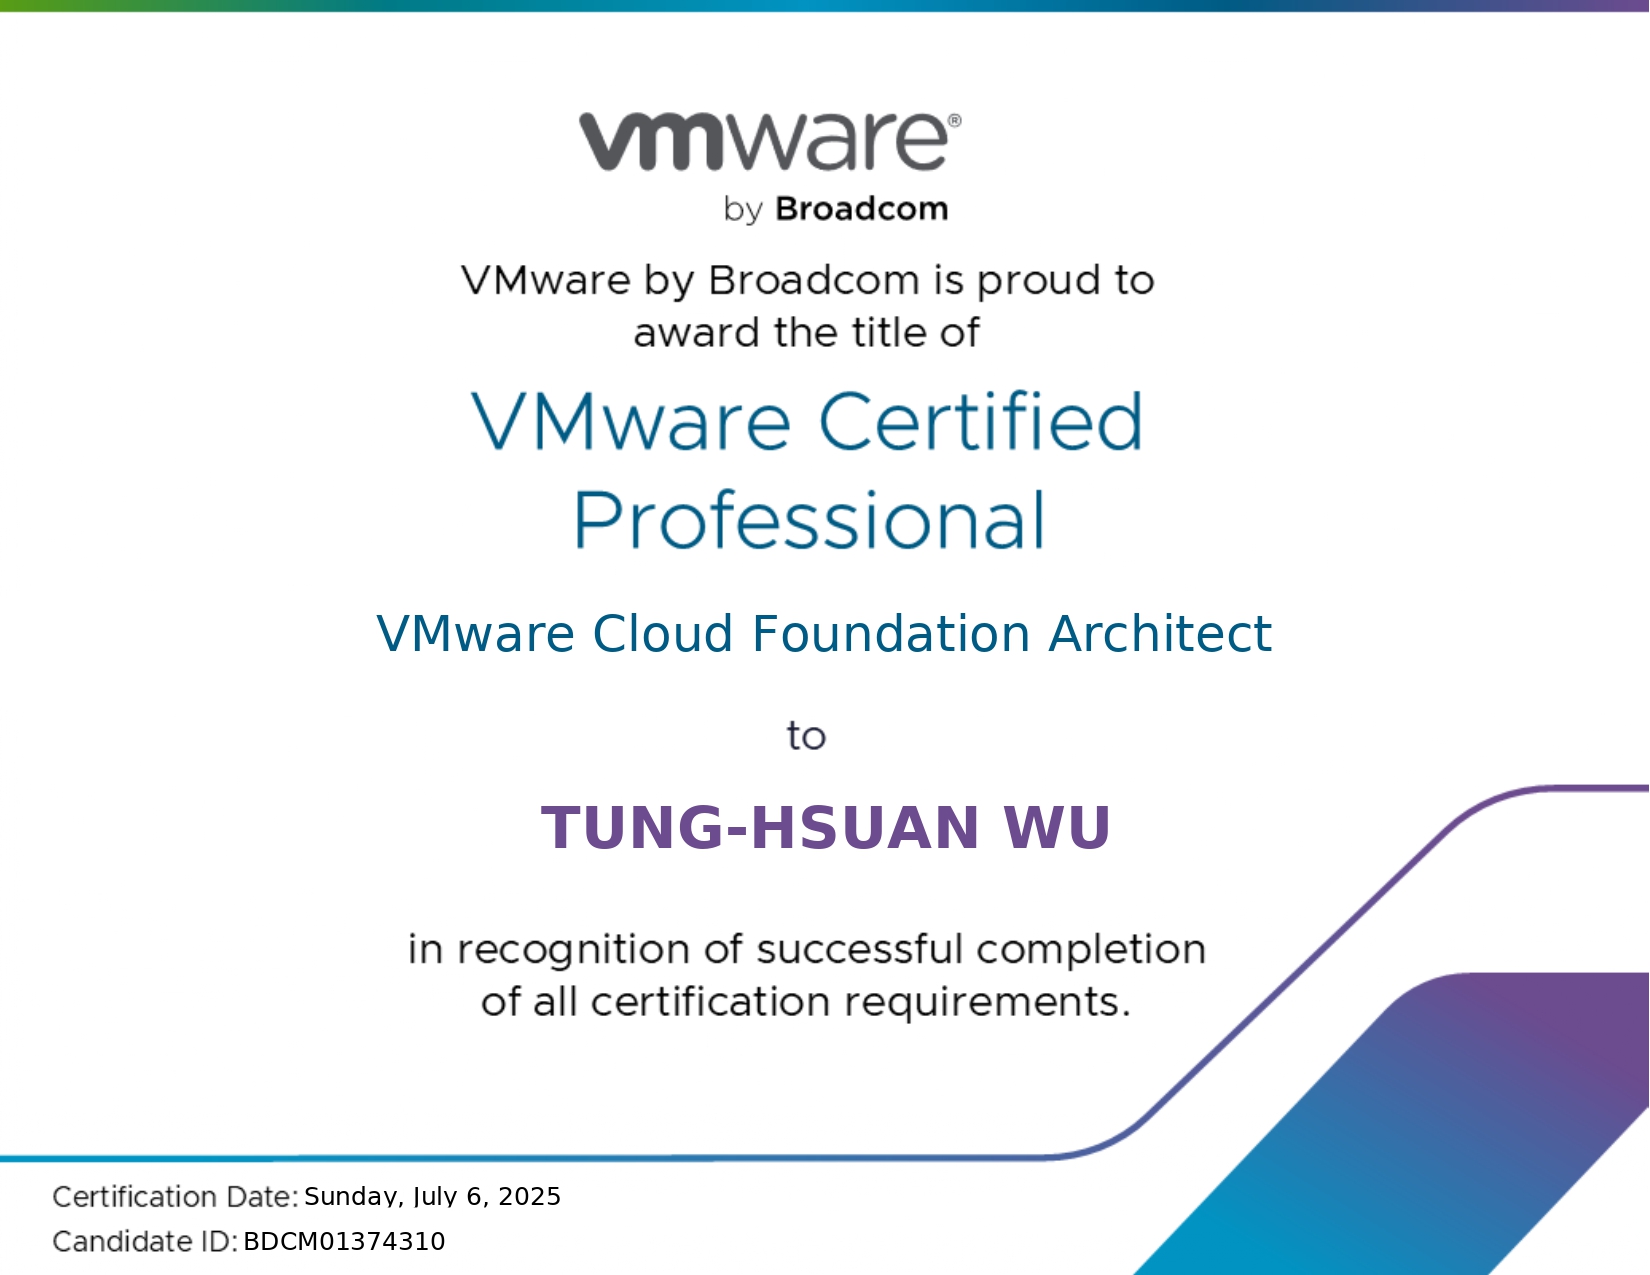 vmware®
by Broadcom
VMware by Broadcom is proud to
award the title of
VMware Certified
Professional
VMware Cloud Foundation Architect
to
TUNG-HSUAN WU
in recognition of successful completion
of all certification requirements.
Certification Date: Sunday, July 6, 2025
Candidate ID: BDCM01374310